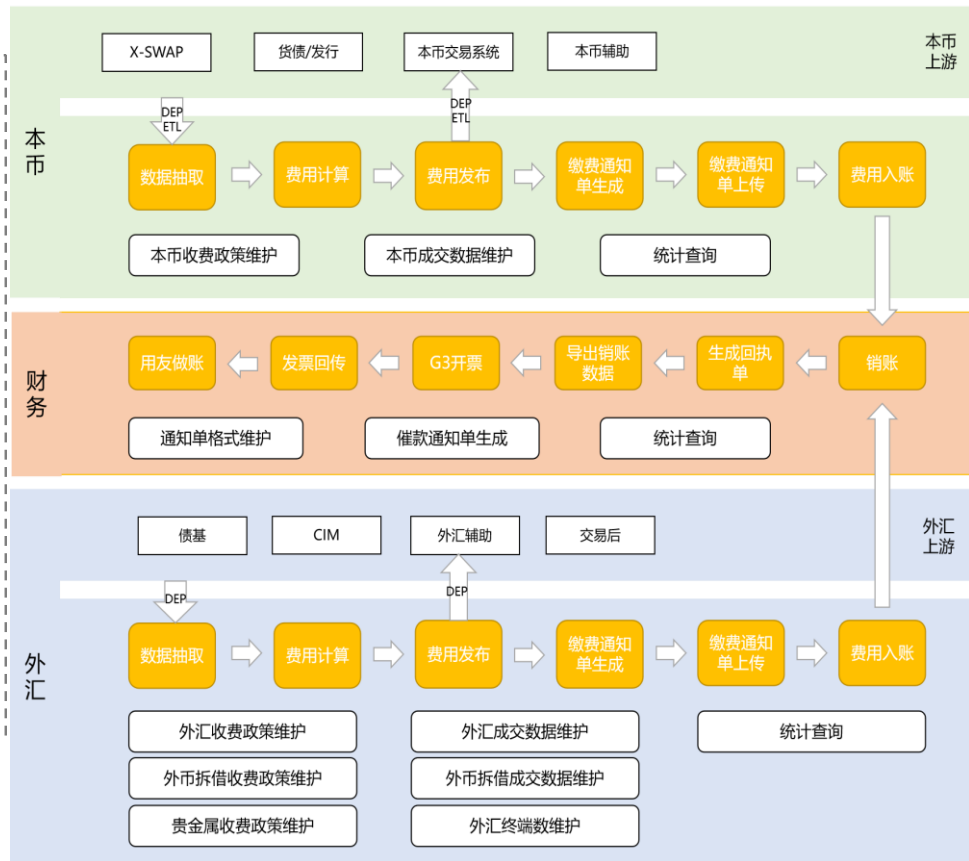 X-SWAP
货债/发行
本币交易系统
本币辅助
本币
上游
DEP
ETL
DEP
ETL
本
币
数据抽取
费用计算
费用发布
缴费通知
单生成
缴费通知
单上传
费用入账
本币收费政策维护
本币成交数据维护
统计查询
财
务
用友做账
发票回传
G3开票
导出销账
数据
生成回执
单
销账
通知单格式维护
催款通知单生成
统计查询
债基
CIM
外汇辅助
交易后
外汇
上游
DEP
DEP
外
汇
数据抽取
费用计算
费用发布
缴费通知
单生成
缴费通知
单上传
费用入账
外汇收费政策维护
外汇成交数据维护
统计查询
外币拆借收费政策维护
外币拆借成交数据维护
贵金属收费政策维护
外汇终端数维护